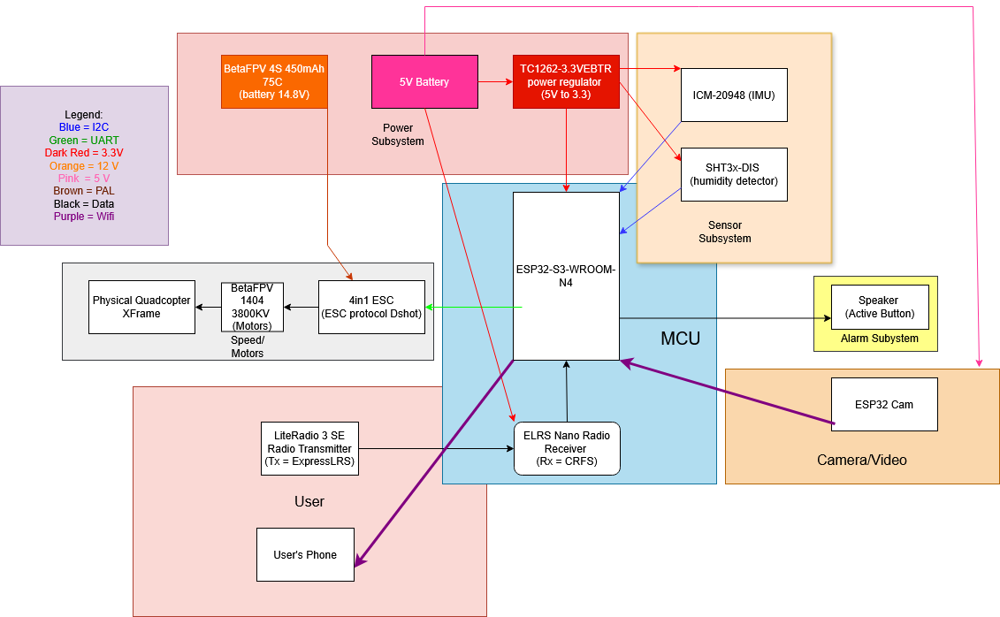 BetaFPV 4S 450mAh
75C
(battery 14.8V)
5V Battery
TC1262-3.3VEBTR
power regulator
(5V to 3.3)
Power
Subsystem
ICM-20948 (IMU)
SHT3x-DIS
(humidity detector)
Sensor
Subsystem
Legend:
Blue = I2C
Green = UART
Dark Red = 3.3V
Orange = 12 V
Pink = 5 V
Brown = PAL
Black = Data
Purple = Wifi
Physical Quadcopter
XFrame
BetaFPV
1404
3800KV
(Motors)
Speed/
Motors
4in1 ESC
(ESC protocol Dshot)
ESP32-S3-WROOM-
N4
MCU
Speaker
(Active Button)
Alarm Subystem
ESP32 Cam
Camera/Video
LiteRadio 3 SE
Radio Transmitter
(Tx = ExpressLRS)
ELRS Nano Radio
Receiver
(Rx = CRFS)
User
User's Phone